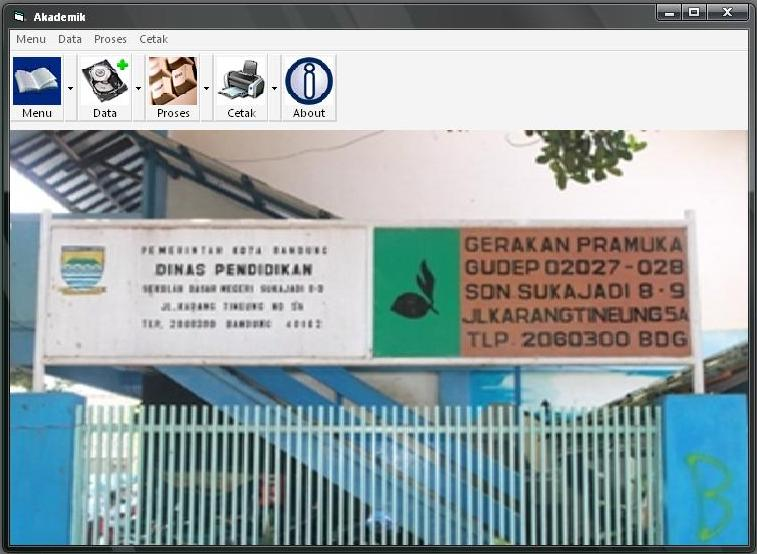 Akademik
Menu Data Proses Cetak
Menu Data Proses Cetak About
PEMERINTAH KOTA BANDUNG
DINAS PENDIDIKAN
SEKOLAH DASAR NEGERI SUKAJADI 8-9
JL. KARANG TINEUNG NO 5A
TLP. 2060300 BANDUNG 40162
GERAKAN PRAMUKA
GUDEP 02027-028
SDN. SUKAJADI 8-9
JL.KARANGTINEUNG5A
TLP. 2060300 BDG
B